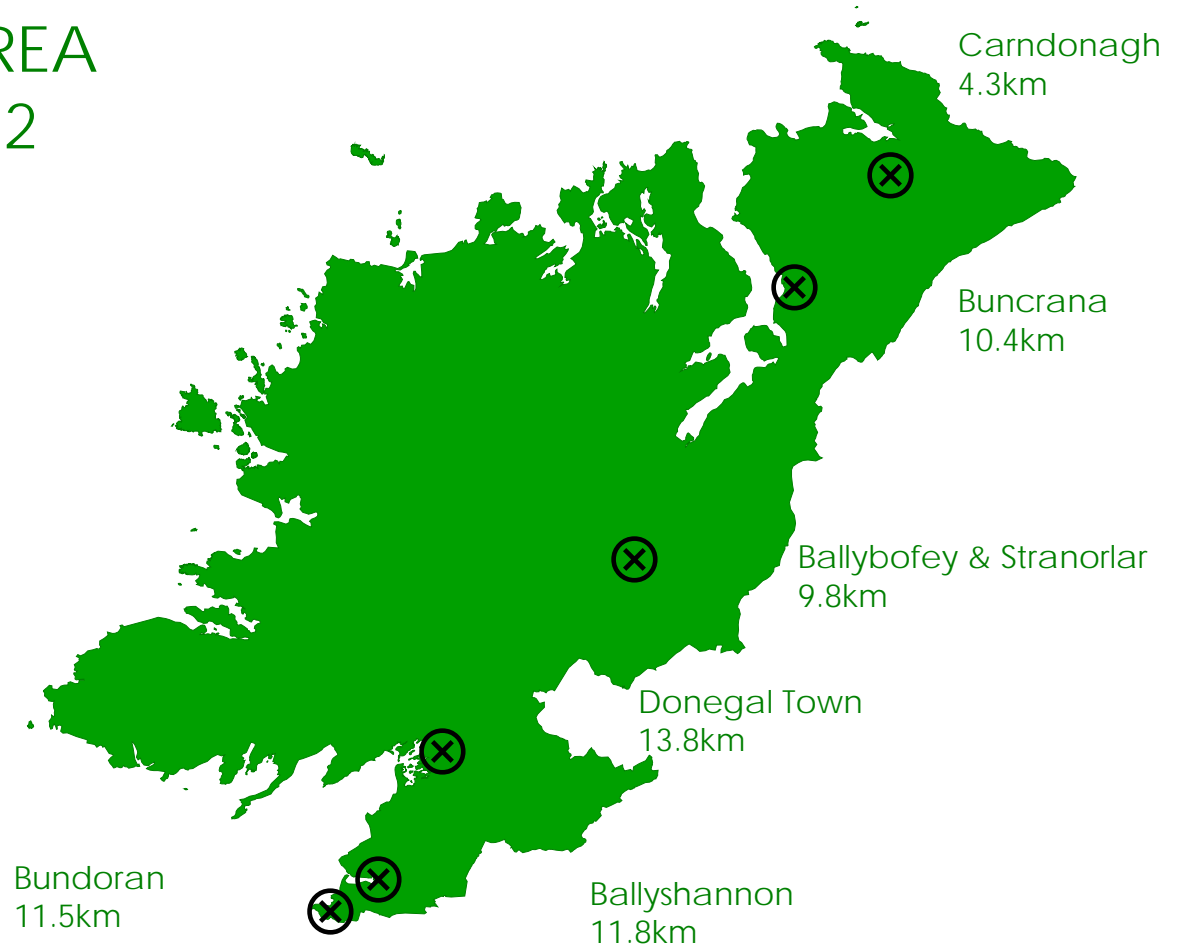 REA
2
Carndonagh
4.3km
Buncrana
10.4km
Ballybofey & Stranorlar
9.8km
Donegal Town
13.8km
Bundoran
11.5km
Ballyshannon
11.8km